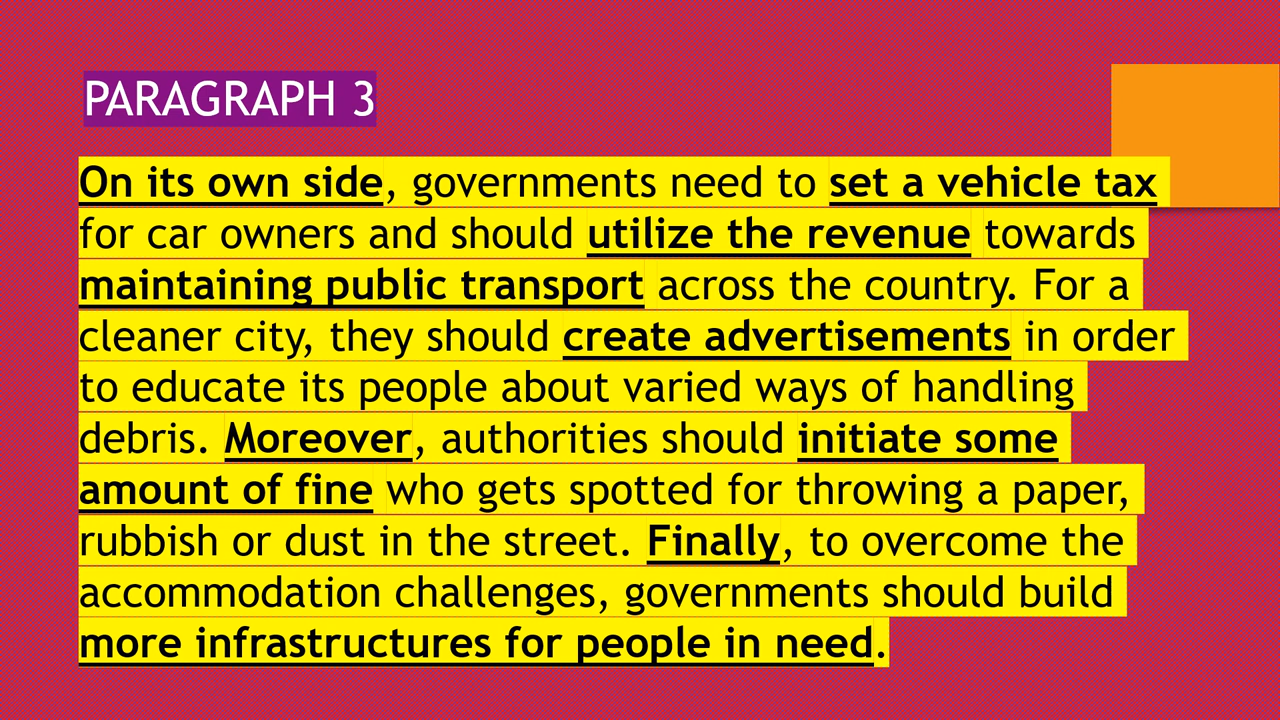 PARAGRAPH 3
On its own side, governments need to set a vehicle tax
for car owners and should utilize the revenue towards
maintaining public transport across the country. For a
cleaner city, they should create advertisements in order
to educate its people about varied ways of handling
debris. Moreover, authorities should initiate some
amount of fine who gets spotted for throwing a paper,
rubbish or dust in the street. Finally, to overcome the
accommodation challenges, governments should build
more infrastructures for people in need.